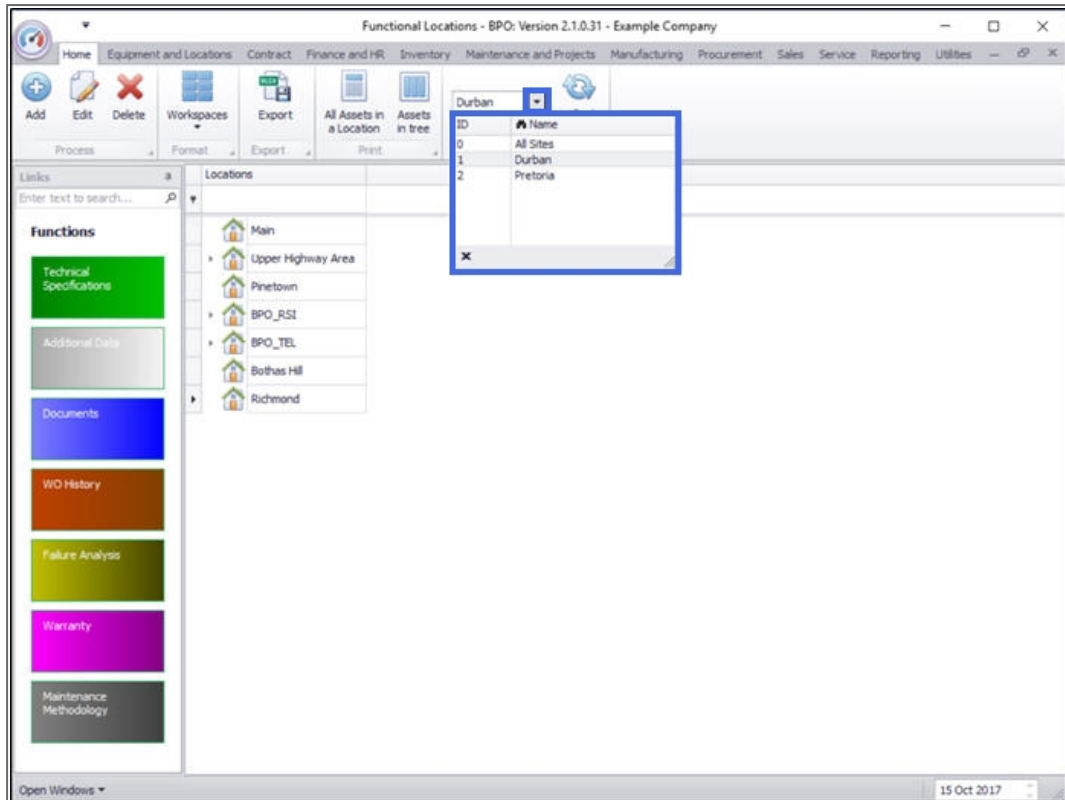 Functional Locations - BPO: Version 2.1.0.31 - Example Company
Home Equipment and Locations Contract Finance and HR Inventory Maintenance and Projects Manufacturing Procurement Sales Service Reporting Utilities
Add Edit Delete Workspaces Export All Assets in a Location Assets in tree
Durban
Process Format Export Print
ID Name
0 All Sites
1 Durban
2 Pretoria
Links
Enter text to search...
Functions
Technical
Specifications
Additional Data
Documents
WO History
Failure Analysis
Warranty
Maintenance
Methodology
Locations
Main
Upper Highway Area
Pinetown
BPO_RSI
BPO_TEL
Bothas Hill
Richmond
Open Windows
15 Oct 2017